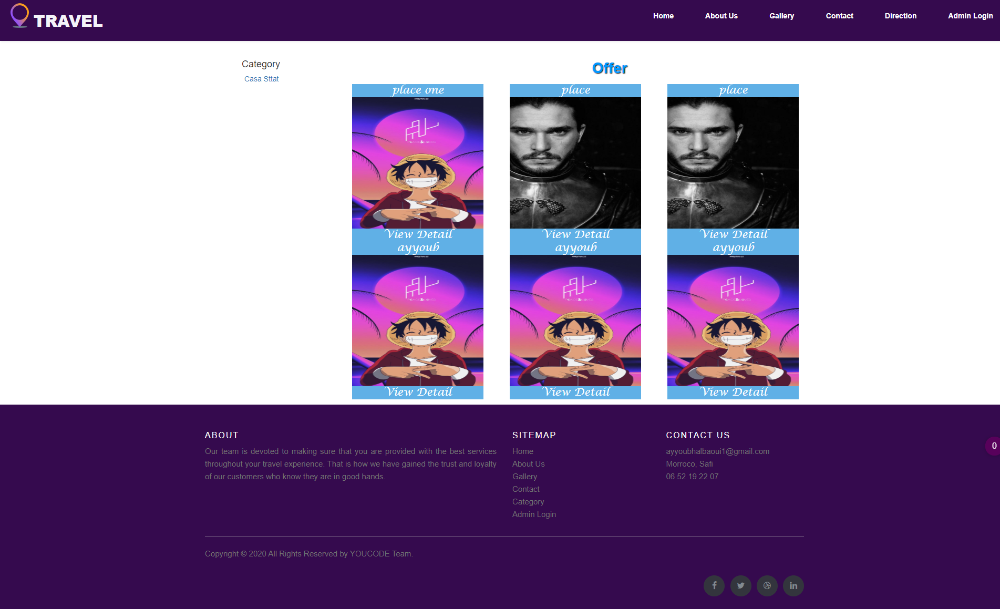 TRAVEL
Home
About Us
Gallery
Contact
Direction
Admin Login
Category
Casa Sttat
Offer
place one
place
place
View Detail
View Detail
View Detail
ayyoub
ayyoub
ayyoub
View Detail
View Detail
View Detail
ABOUT
Our team is devoted to making sure that you are provided with the best services
throughout your travel experience. That is how we have gained the trust and loyalty
of our customers who know they are in good hands.
SITEMAP
Home
About Us
Gallery
Contact
Category
Admin Login
CONTACT US
ayyoubhalbaoui1@gmail.com
Morroco, Safi
06 52 19 22 07
0
Copyright © 2020 All Rights Reserved by YOUCODE Team.